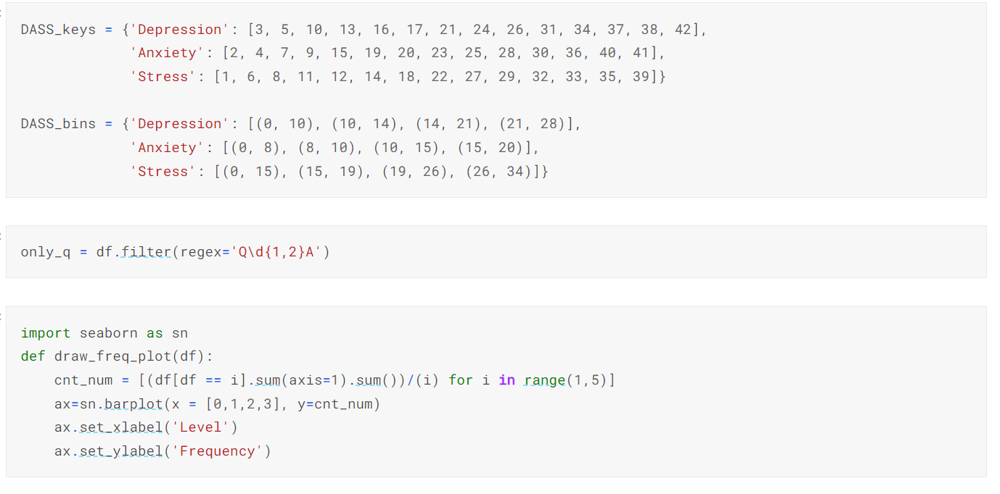 DASS_keys = {'Depression': [3, 5, 10, 13, 16, 17, 21, 24, 26, 31, 34, 37, 38, 42],
             'Anxiety': [2, 4, 7, 9, 15, 19, 20, 23, 25, 28, 30, 36, 40, 41],
             'Stress': [1, 6, 8, 11, 12, 14, 18, 22, 27, 29, 32, 33, 35, 39]}
DASS_bins = {'Depression': [(0, 10), (10, 14), (14, 21), (21, 28)],
             'Anxiety': [(0, 8), (8, 10), (10, 15), (15, 20)],
             'Stress': [(0, 15), (15, 19), (19, 26), (26, 34)]}
only_q = df.filter(regex='Q\d{1,2}A')
import seaborn as sn
def draw_freq_plot(df):
    cnt_num = [(df[df == i].sum(axis=1).sum())/(i) for i in range(1,5)]
    ax=sn.barplot(x = [0,1,2,3], y=cnt_num)
    ax.set_xlabel('Level')
    ax.set_ylabel('Frequency')